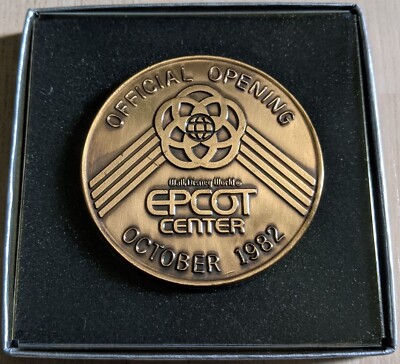 OFFICIAL OPENING
Walt Disney World
EPCOT
CENTER
OCTOBER 1982